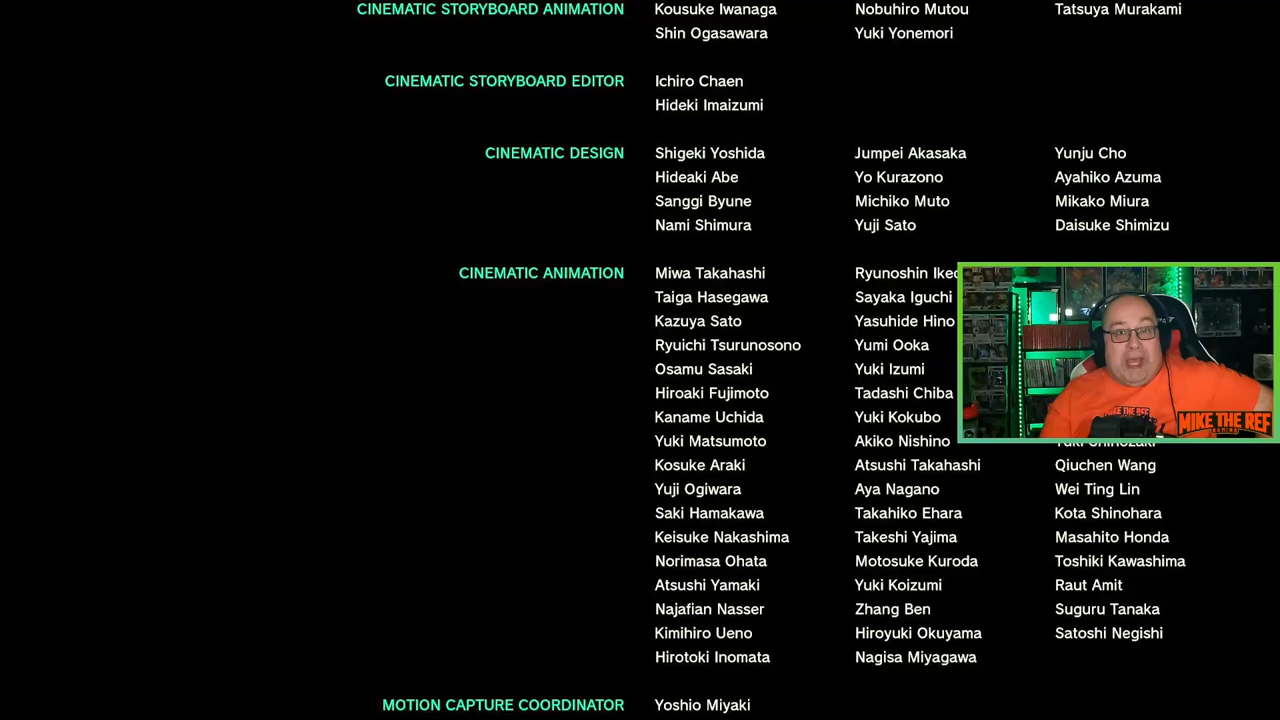 CINEMATIC STORYBOARD ANIMATION Kousuke Iwanaga Nobuhiro Mutou Tatsuya Murakami
Shin Ogasawara Yuki Yonemori
CINEMATIC STORYBOARD EDITOR Ichiro Chaen
Hideki Imaizumi
CINEMATIC DESIGN Shigeki Yoshida Jumpei Akasaka Yunju Cho
Hideaki Abe Yo Kurazono Ayahiko Azuma
Sanggi Byune Michiko Muto Mikako Miura
Nami Shimura Yuji Sato Daisuke Shimizu
CINEMATIC ANIMATION Miwa Takahashi Ryunoshin
Taiga Hasegawa Sayaka Iguchi
Kazuya Sato Yasuhide Hino
Ryuichi Tsurunosono Yumi Ooka
Osamu Sasaki Yuki Izumi
Hiroaki Fujimoto Tadashi Chiba
Kaname Uchida Yuki Kokubo
Yuki Matsumoto Akiko Nishino
Kosuke Araki Atsushi Takahashi Qiuchen Wang
Yuji Ogiwara Aya Nagano Wei Ting Lin
Saki Hamakawa Takahiko Ehara Kota Shinohara
Keisuke Nakashima Takeshi Yajima Masahito Honda
Norimasa Ohata Motosuke Kuroda Toshiki Kawashima
Atsushi Yamaki Yuki Koizumi Raut Amit
Najafian Nasser Zhang Ben Suguru Tanaka
Kimihiro Ueno Hiroyuki Okuyama Satoshi Negishi
Hirotoki Inomata Nagisa Miyagawa
MOTION CAPTURE COORDINATOR Yoshio Miyaki
MIKE THE REF
MIKE THE REF
GAMING